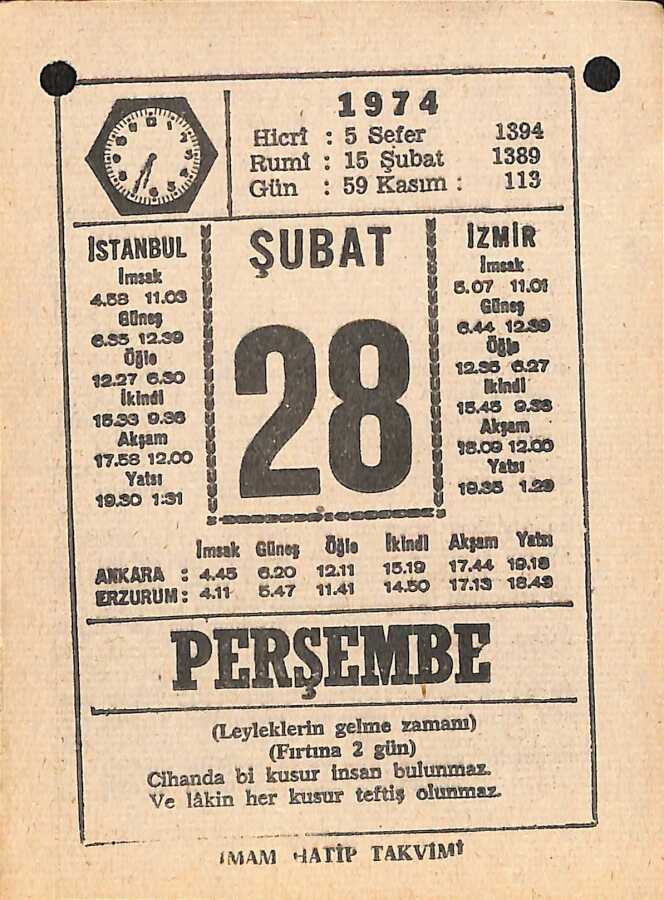 1974
Hicrî : 5 Sefer 1394
Rumî : 15 Şubat 1389
Gün : 59 Kasım : 113
İSTANBUL
İmsak
4.58 11.03
Güneş
6.35 12.39
Öğle
12.27 6.30
İkindi
15.33 9.36
Akşam
17.58 12.00
Yatsı
19.30 1:31
ŞUBAT
28
İZMİR
İmsak
5.07 11.01
Güneş
6.44 12.39
Öğle
12.35 6.27
İkindi
15.45 9.38
Akşam
18.09 12.00
Yatsı
19.35 1.29
İmsak Güneş Öğle İkindi Akşam Yatsı
ANKARA : 4.45 6.20 12.11 15.19 17.44 19.18
ERZURUM : 4.11 5.47 11.41 14.50 17.13 18.43
PERŞEMBE
(Leyleklerin gelme zamanı)
(Fırtına 2 gün)
Cihanda bi kusur insan bulunmaz.
Ve lâkin her kusur teftiş olunmaz.
İMAM HATİP TAKVİMİ